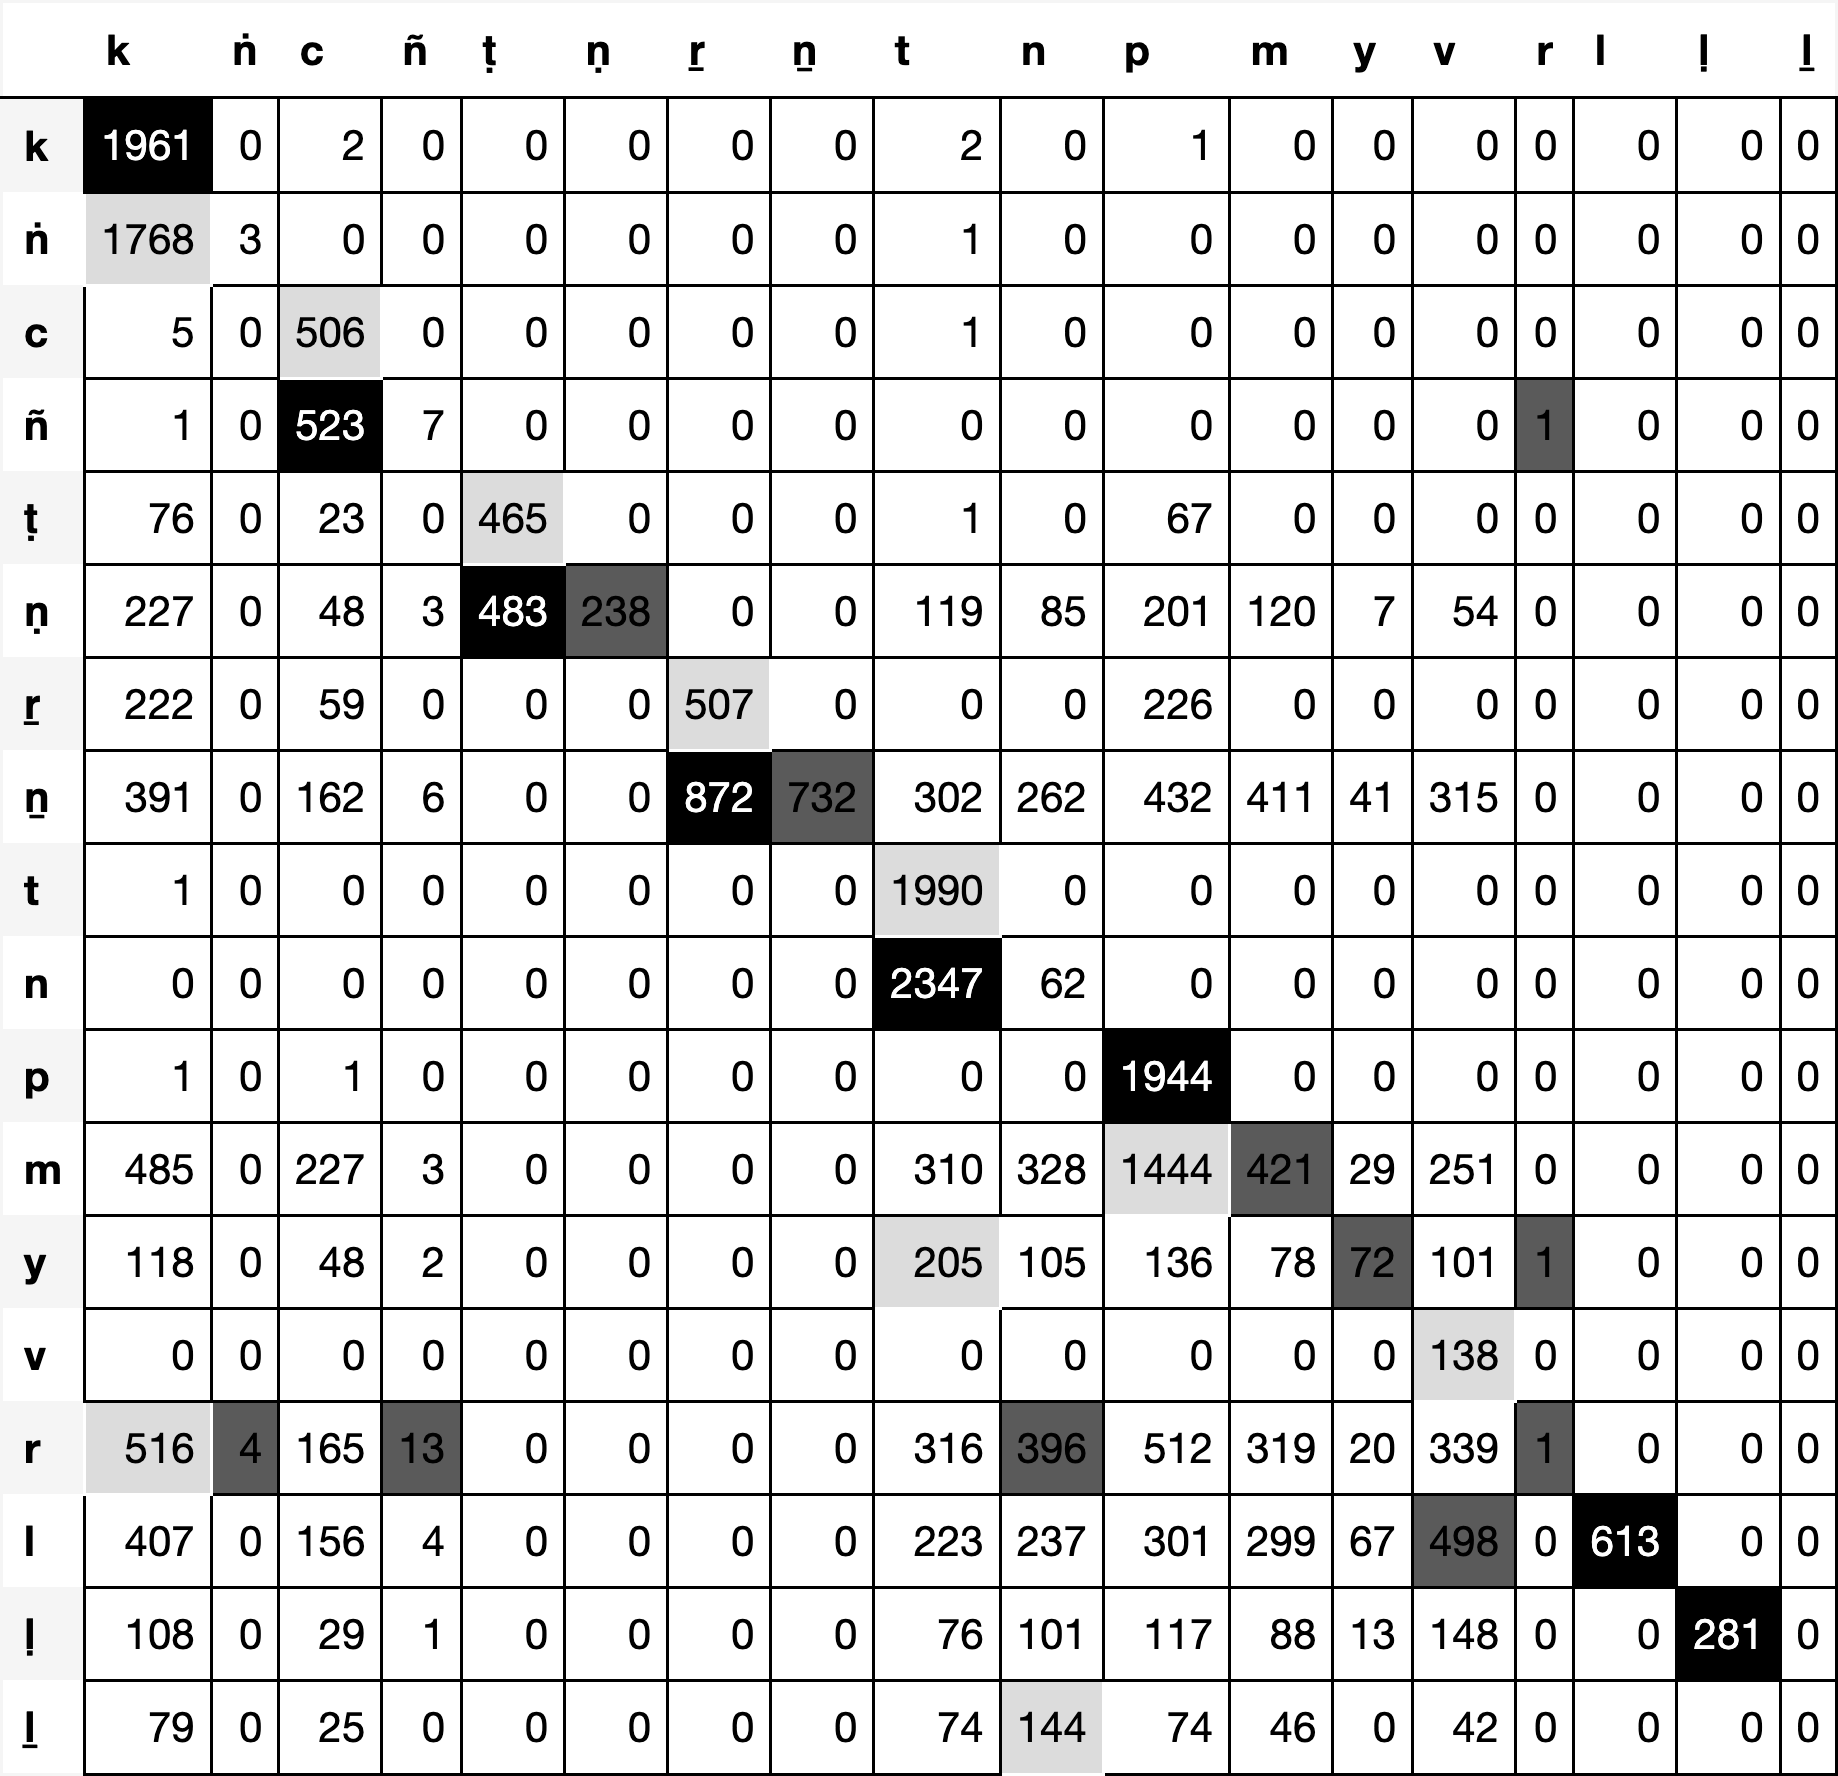 k ṅ c ñ ṭ ṇ ṟ ṉ t n p m y v r l ḷ ḻ
k 1961 0 2 0 0 0 0 0 2 0 1 0 0 0 0 0 0 0
ṅ 1768 3 0 0 0 0 0 0 1 0 0 0 0 0 0 0 0 0
c 5 0 506 0 0 0 0 0 1 0 0 0 0 0 0 0 0 0
ñ 1 0 523 7 0 0 0 0 0 0 0 0 0 0 1 0 0 0
ṭ 76 0 23 0 465 0 0 0 1 0 67 0 0 0 0 0 0 0
ṇ 227 0 48 3 483 238 0 0 119 85 201 120 7 54 0 0 0 0
ṟ 222 0 59 0 0 0 507 0 0 0 226 0 0 0 0 0 0 0
ṉ 391 0 162 6 0 0 872 732 302 262 432 411 41 315 0 0 0 0
t 1 0 0 0 0 0 0 0 1990 0 0 0 0 0 0 0 0 0
n 0 0 0 0 0 0 0 0 2347 62 0 0 0 0 0 0 0 0
p 1 0 1 0 0 0 0 0 0 0 1944 0 0 0 0 0 0 0
m 485 0 227 3 0 0 0 0 310 328 1444 421 29 251 0 0 0 0
y 118 0 48 2 0 0 0 0 205 105 136 78 72 101 1 0 0 0
v 0 0 0 0 0 0 0 0 0 0 0 0 0 138 0 0 0 0
r 516 4 165 13 0 0 0 0 316 396 512 319 20 339 1 0 0 0
l 407 0 156 4 0 0 0 0 223 237 301 299 67 498 0 613 0 0
ḷ 108 0 29 1 0 0 0 0 76 101 117 88 13 148 0 0 281 0
ḻ 79 0 25 0 0 0 0 0 74 144 74 46 0 42 0 0 0 0